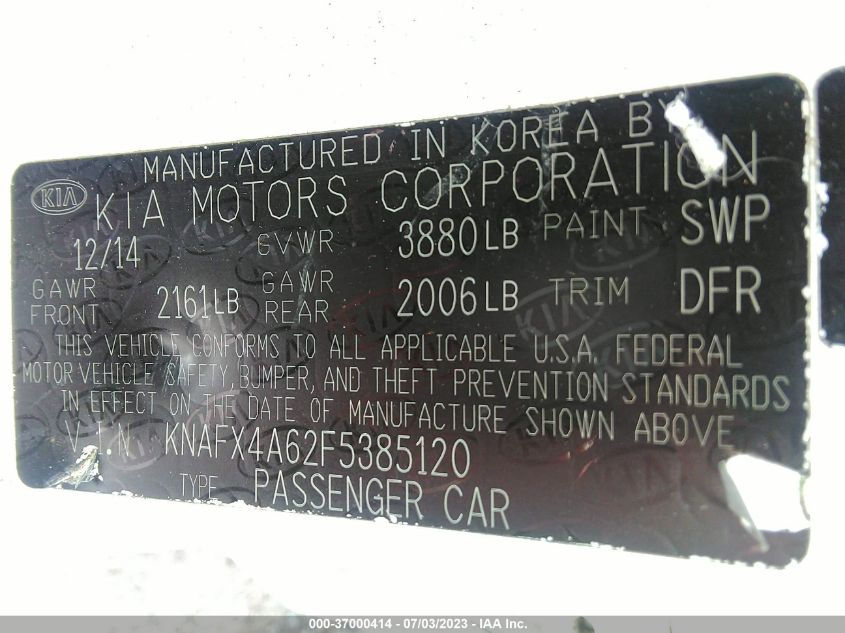 MANUFACTURED IN KOREA BY
KIA
KIA MOTORS CORPORATION
12/14 GVWR 3880LB PAINT SWP
GAWR FRONT 2161LB GAWR REAR 2006LB TRIM DFR
THIS VEHICLE CONFORMS TO ALL APPLICABLE U.S.A. FEDERAL
MOTOR VEHICLE SAFETY, BUMPER, AND THEFT PREVENTION STANDARDS
IN EFFECT ON THE DATE OF MANUFACTURE SHOWN ABOVE
V.I.N KNAFX4A62F5385120
TYPE PASSENGER CAR
000-37000414 - 07/03/2023 - IAA Inc.